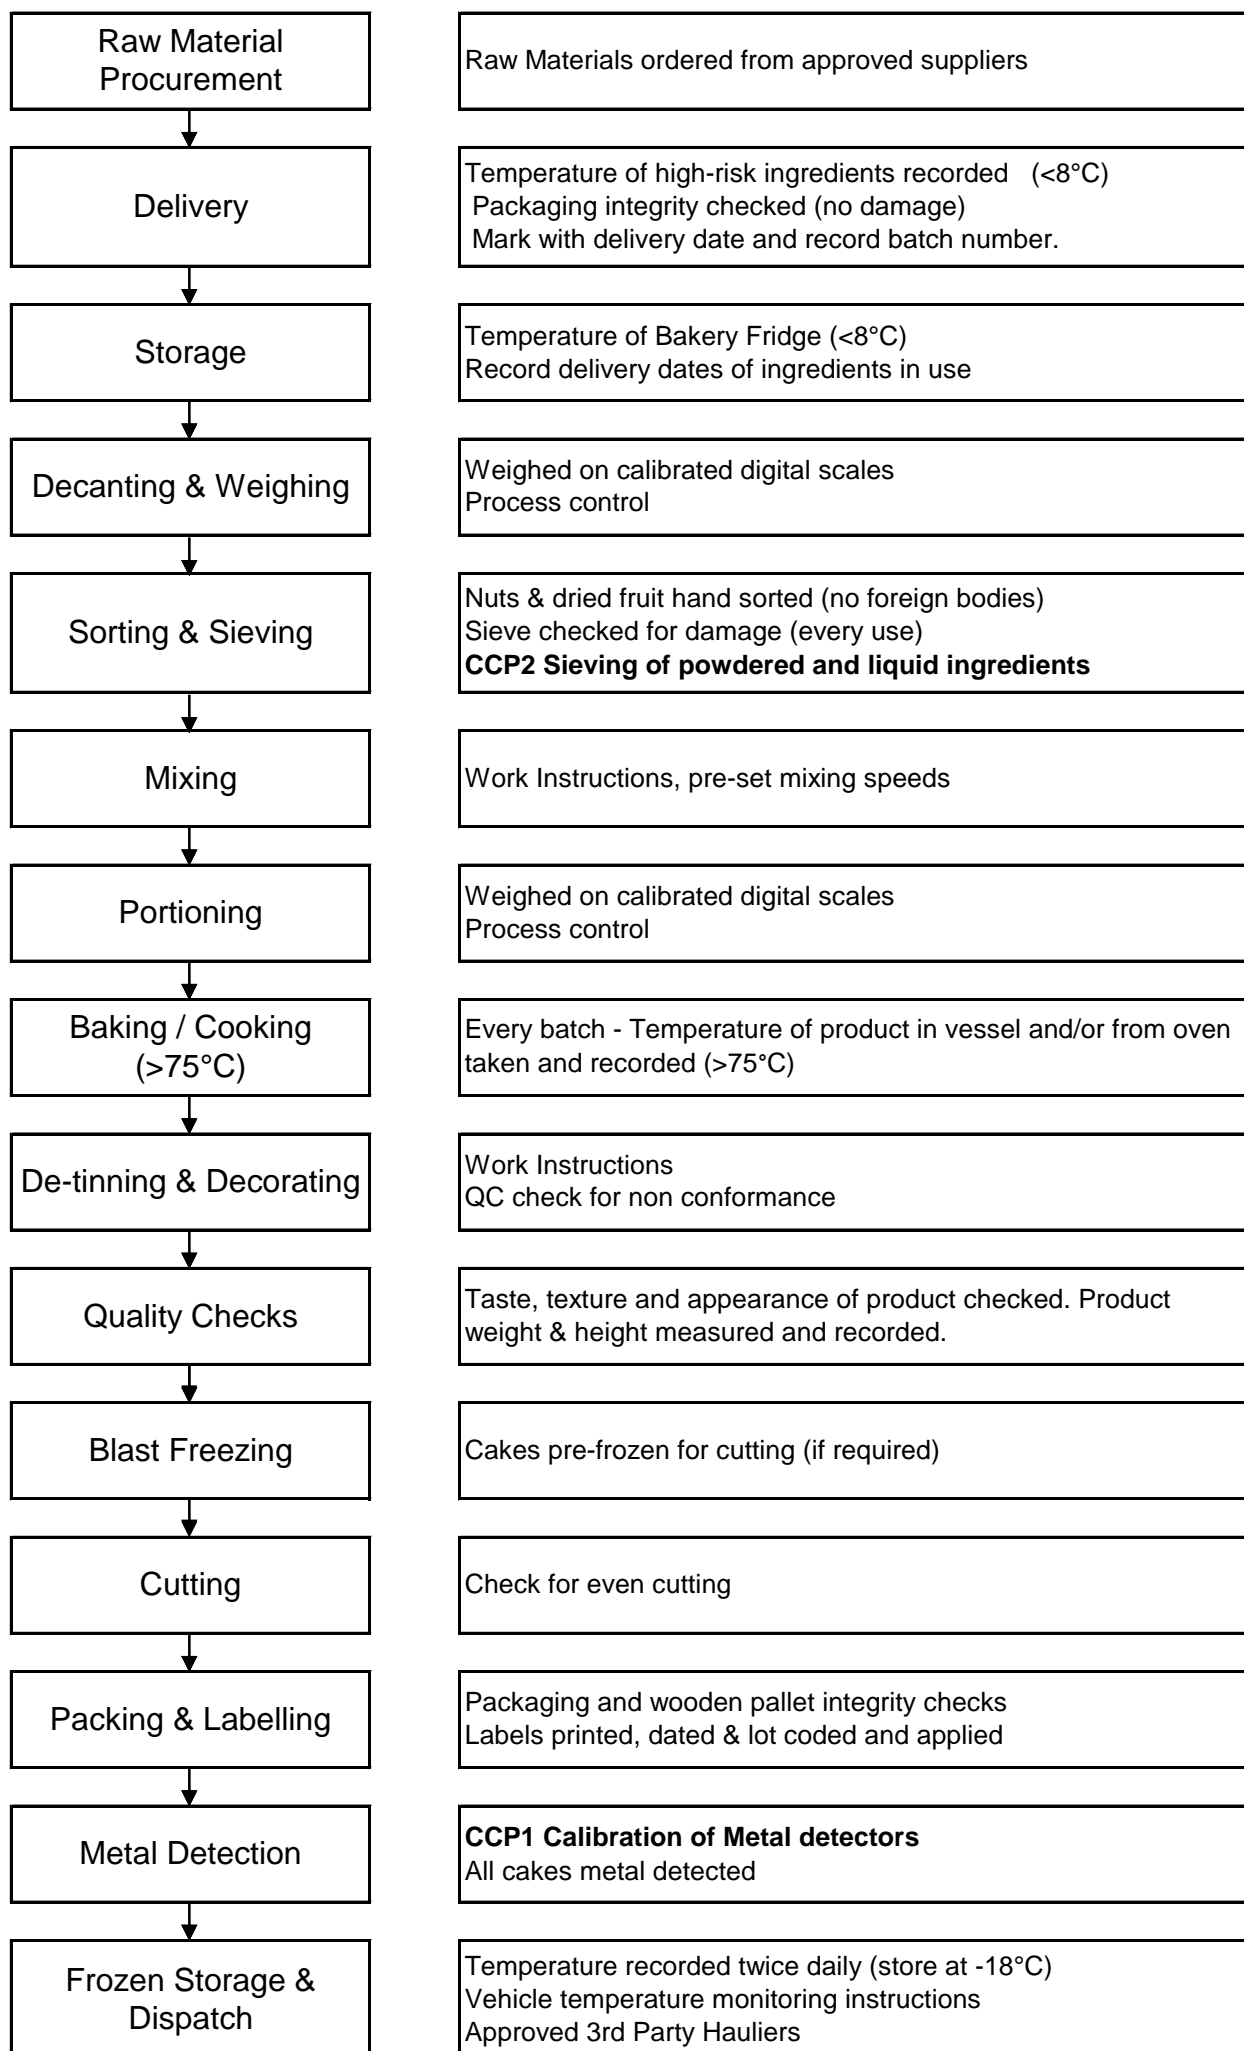 Raw Material
Procurement
Raw Materials ordered from approved suppliers
Delivery
Temperature of high-risk ingredients recorded (<8°C)
Packaging integrity checked (no damage)
Mark with delivery date and record batch number.
Storage
Temperature of Bakery Fridge (<8°C)
Record delivery dates of ingredients in use
Decanting & Weighing
Weighed on calibrated digital scales
Process control
Sorting & Sieving
Nuts & dried fruit hand sorted (no foreign bodies)
Sieve checked for damage (every use)
CCP2 Sieving of powdered and liquid ingredients
Mixing
Work Instructions, pre-set mixing speeds
Portioning
Weighed on calibrated digital scales
Process control
Baking / Cooking
(>75°C)
Every batch - Temperature of product in vessel and/or from oven
taken and recorded (>75°C)
De-tinning & Decorating
Work Instructions
QC check for non conformance
Quality Checks
Taste, texture and appearance of product checked. Product
weight & height measured and recorded.
Blast Freezing
Cakes pre-frozen for cutting (if required)
Cutting
Check for even cutting
Packing & Labelling
Packaging and wooden pallet integrity checks
Labels printed, dated & lot coded and applied
Metal Detection
CCP1 Calibration of Metal detectors
All cakes metal detected
Frozen Storage &
Dispatch
Temperature recorded twice daily (store at -18°C)
Vehicle temperature monitoring instructions
Approved 3rd Party Hauliers